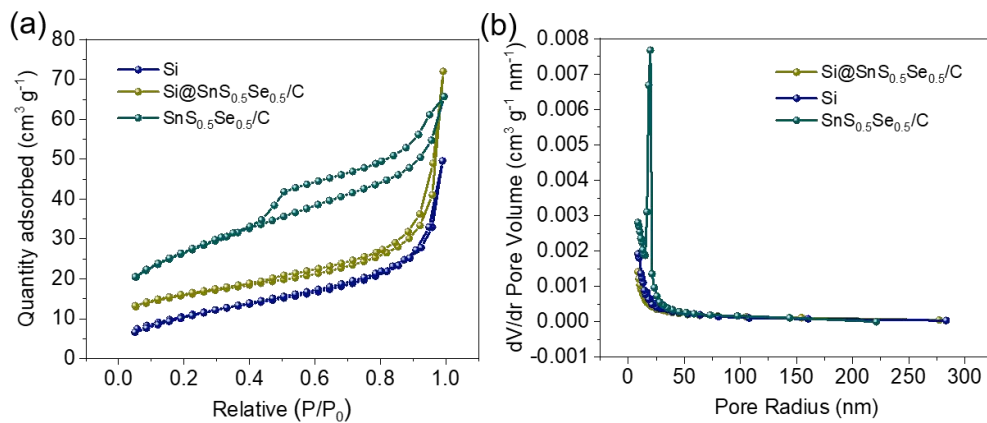 (a)
80
70
60
50
40
30
20
10
0
Quantity adsorbed (cm³ g⁻¹)
Si
Si@SnS₀.₅Se₀.₅/C
SnS₀.₅Se₀.₅/C
0.0 0.2 0.4 0.6 0.8 1.0
Relative (P/P₀)
(b)
0.008
0.007
0.006
0.005
0.004
0.003
0.002
0.001
0.000
-0.001
dV/dr Pore Volume (cm³ g⁻¹ nm⁻¹)
Si@SnS₀.₅Se₀.₅/C
Si
SnS₀.₅Se₀.₅/C
0 50 100 150 200 250 300
Pore Radius (nm)